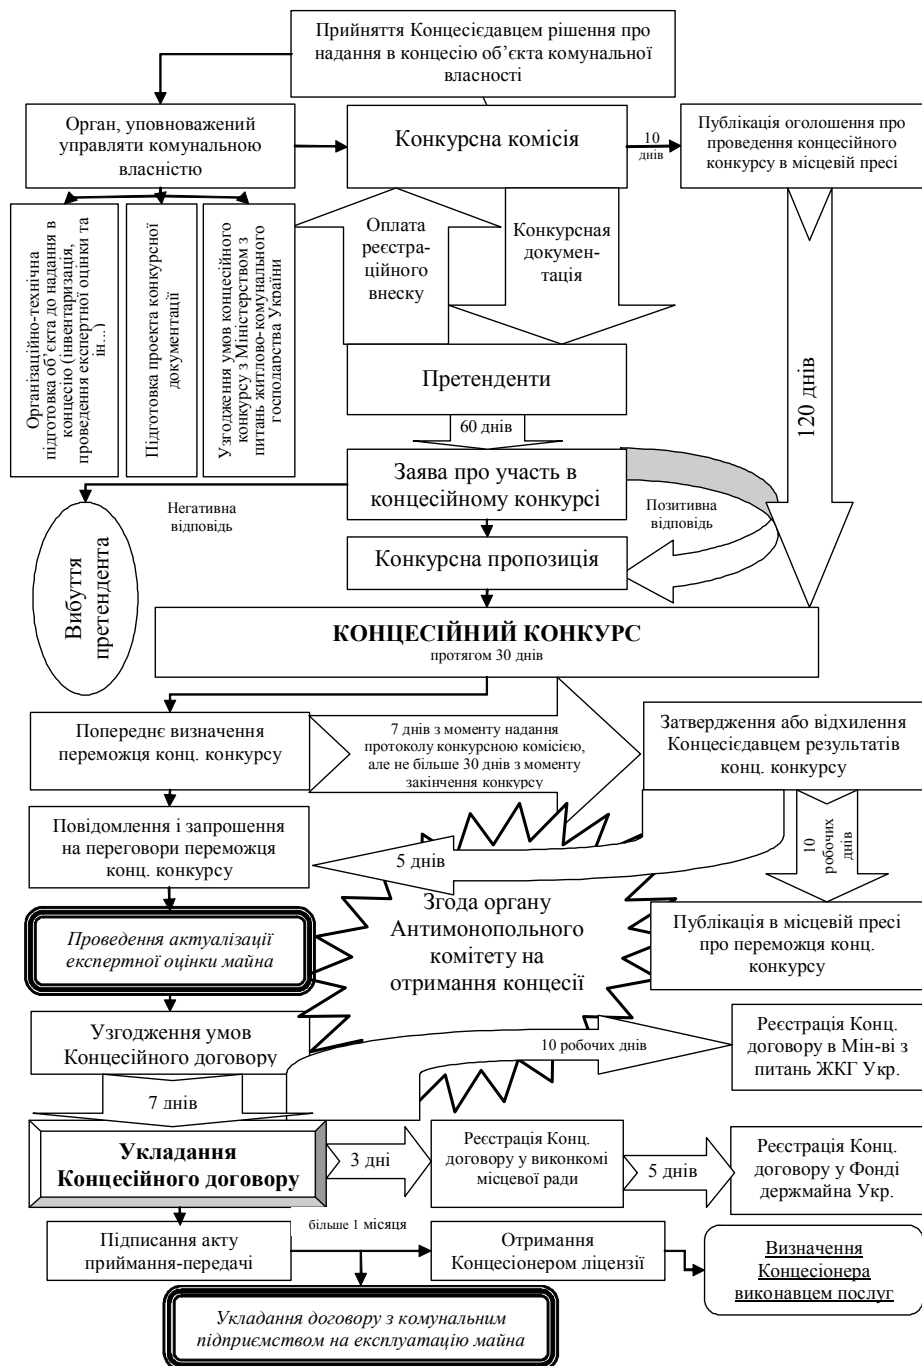 Прийняття Концесієдавцем рішення про
надання в концесію об’єкта комунальної
власності
Орган, уповноважений
управляти комунальною
власністю
Конкурсна комісія
10
днів
Публікація оголошення про
проведення концесійного
конкурсу в місцевій пресі
Організаційно-технічна
підготовка об’єкта до надання в
концесію (інвентаризація,
проведення експертної оцінки та
ін...)
Підготовка проекта конкурсної
документації
Узгодження умов концесійного
конкурсу з Міністерством з
питань житлово-комунального
господарства України
Оплата
реєстра-
ційного
внеску
Конкурсная
докумен-
тація
120 днів
Претенденти
60 днів
Заява про участь в
концесійному конкурсі
Негативна
відповідь
Позитивна
відповідь
Вибуття
претендента
Конкурсна пропозиція
КОНЦЕСІЙНИЙ КОНКУРС
протягом 30 днів
Попереднє визначення
переможця конц. конкурсу
7 днів з моменту надання
протоколу конкурсною комісією,
але не більше 30 днів з моменту
закінчення конкурсу
Затвердження або відхилення
Концесієдавцем результатів
конц. конкурсу
Повідомлення і запрошення
на переговори переможця
конц. конкурсу
5 днів
10
робочих
днів
Згода органу
Антимонопольного
комітету на
отримання концесії
Публікація в місцевій пресі
про переможця конц.
конкурсу
Проведення актуалізації
експертної оцінки майна
Узгодження умов
Концесійного договору
10 робочих днів
Реєстрація Конц.
договору в Мін-ві з
питань ЖКГ Укр.
7 днів
Укладання
Концесійного договору
3 дні
Реєстрація Конц.
договору у виконкомі
місцевої ради
5 днів
Реєстрація Конц.
договору у Фонді
держмайна Укр.
Підписання акту
приймання-передачі
більше 1 місяця
Отримання
Концесіонером ліцензії
Визначення
Концесіонера
виконавцем послуг
Укладання договору з комунальним
підприємством на експлуатацію майна